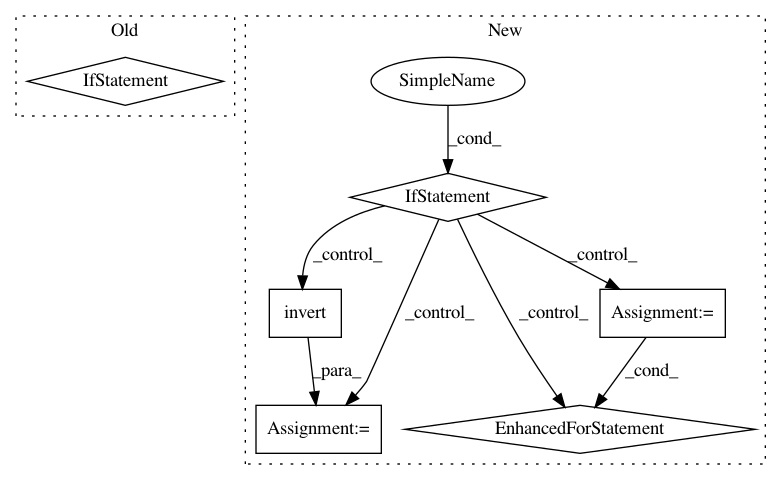 Old
New
IfStatement
SimpleName
_cond_
IfStatement
_control_
_control_
_control_
_control_
invert
Assignment:=
_para_
_cond_
Assignment:=
EnhancedForStatement